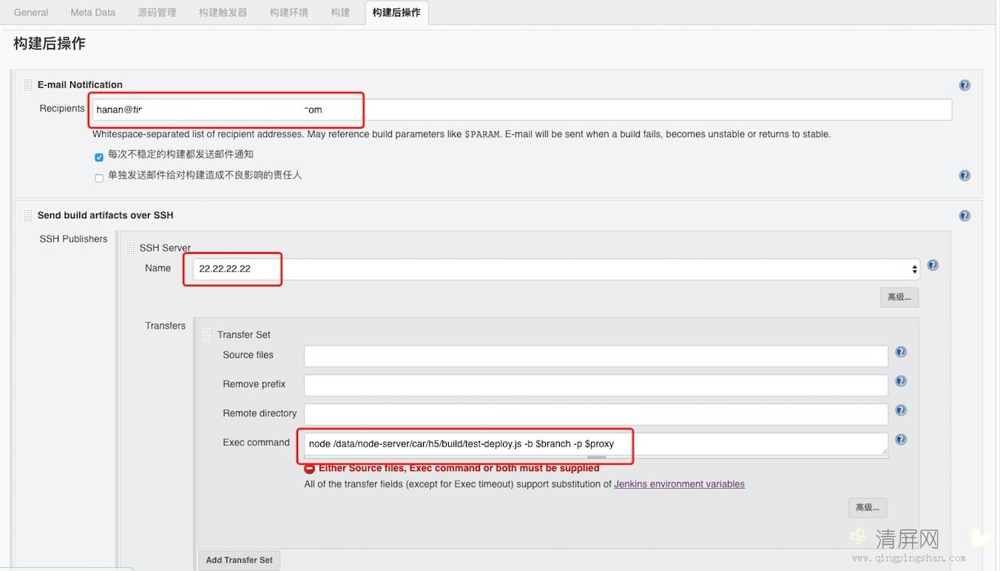 General Meta Data 源码管理 构建触发器 构建环境 构建 构建后操作
构建后操作
E-mail Notification
Recipients hanan@fir om
Whitespace-separated list of recipient addresses. May reference build parameters like $PARAM. E-mail will be sent when a build fails, becomes unstable or returns to stable.
每次不稳定的构建都发送邮件通知
单独发送邮件给对构建造成不良影响的责任人
Send build artifacts over SSH
SSH Publishers
SSH Server
Name 22.22.22.22
高级...
Transfers
Transfer Set
Source files
Remove prefix
Remote directory
Exec command node /data/node-server/car/h5/build/test-deploy.js -b $branch -p $proxy
Either Source files, Exec command or both must be supplied
All of the transfer fields (except for Exec timeout) support substitution of Jenkins environment variables
高级...
清屏网
www.qingpingshan.com
Add Transfer Set